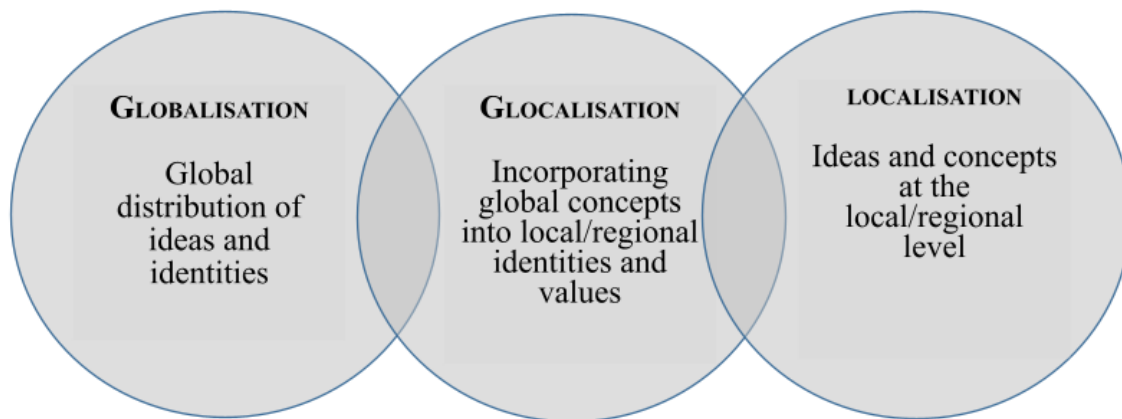 GLOBALISATION
Global
distribution of
ideas and
identities
GLOCALISATION
Incorporating
global concepts
into local/regional
identities and
values
LOCALISATION
Ideas and concepts
at the
local/regional
level